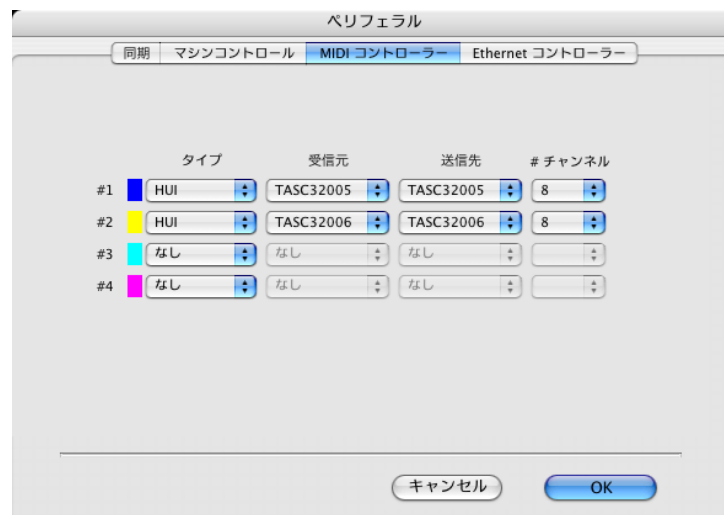 ペリフェラル
同期 マシンコントロール MIDI コントローラー Ethernet コントローラー
タイプ 受信元 送信先 # チャンネル
#1 HUI TASC32005 TASC32005 8
#2 HUI TASC32006 TASC32006 8
#3 なし なし なし
#4 なし なし なし
キャンセル OK